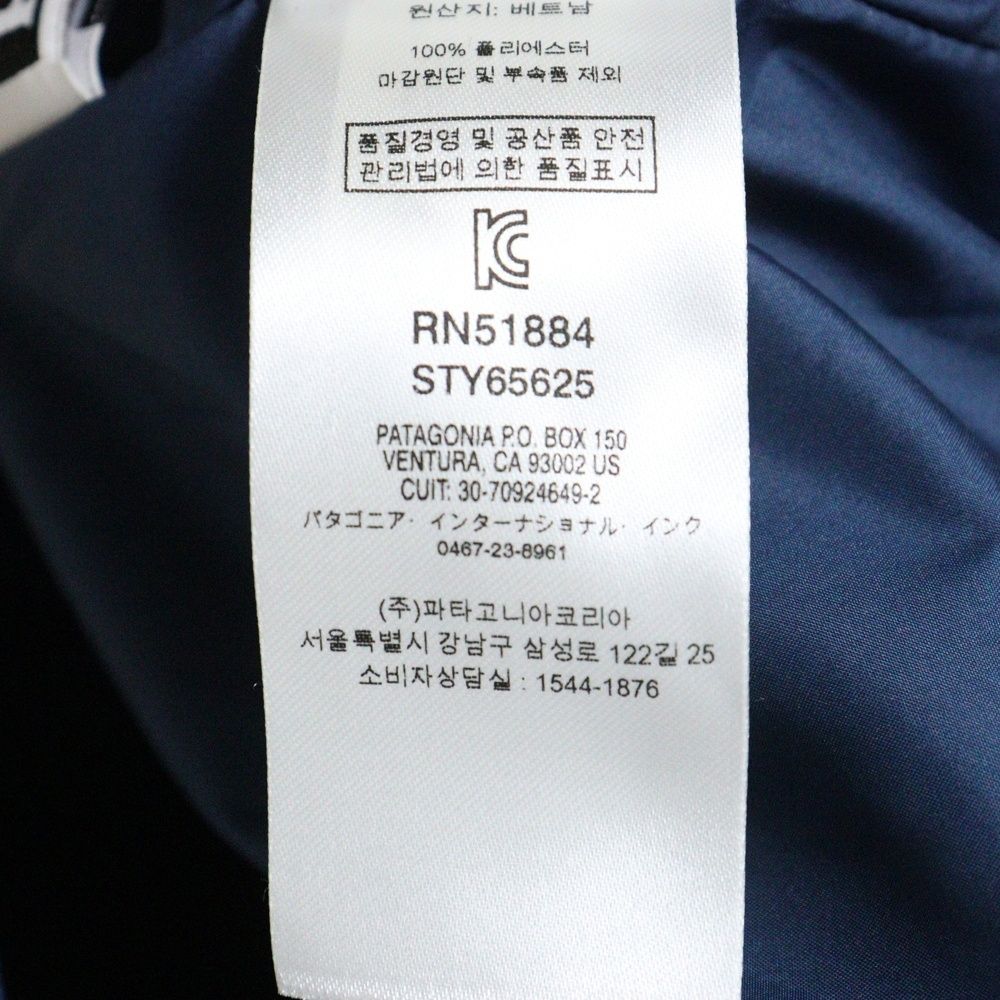 원산지: 베트남
100% 폴리에스터
마감원단 및 부속품 제외
품질경영 및 공산품 안전
관리법에 의한 품질표시
KC
RN51884
STY65625
PATAGONIA P.O. BOX 150
VENTURA, CA 93002 US
CUIT: 30-70924649-2
パタゴニア・インターナショナル・インク
0467-23-8961
(주)파타고니아코리아
서울특별시 강남구 삼성로 122길 25
소비자상담실 : 1544-1876